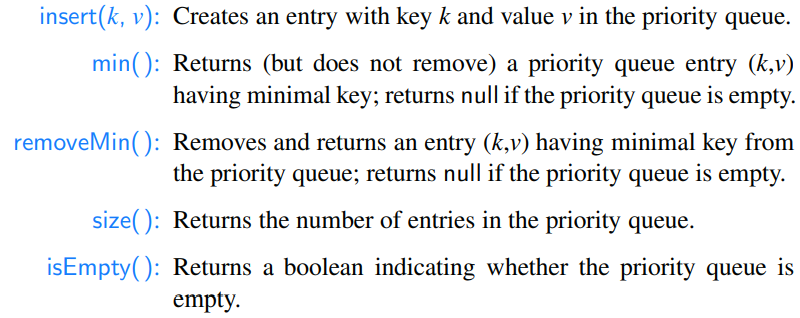 insert(k, v): Creates an entry with key k and value v in the priority queue.
min( ): Returns (but does not remove) a priority queue entry (k,v)
having minimal key; returns null if the priority queue is empty.
removeMin( ): Removes and returns an entry (k,v) having minimal key from
the priority queue; returns null if the priority queue is empty.
size( ): Returns the number of entries in the priority queue.
isEmpty( ): Returns a boolean indicating whether the priority queue is
empty.